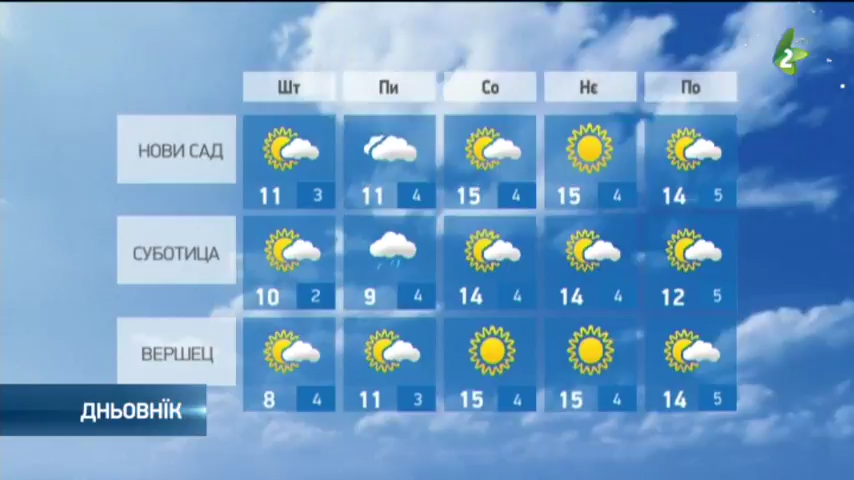 2
Шт Пи Со Нє По
НОВИ САД
11 3 11 4 15 4 15 4 14 5
СУБОТИЦА
10 2 9 4 14 4 14 4 12 5
ВЕРШЕЦ
8 4 11 3 15 4 15 4 14 5
ДНЬОВНЇК